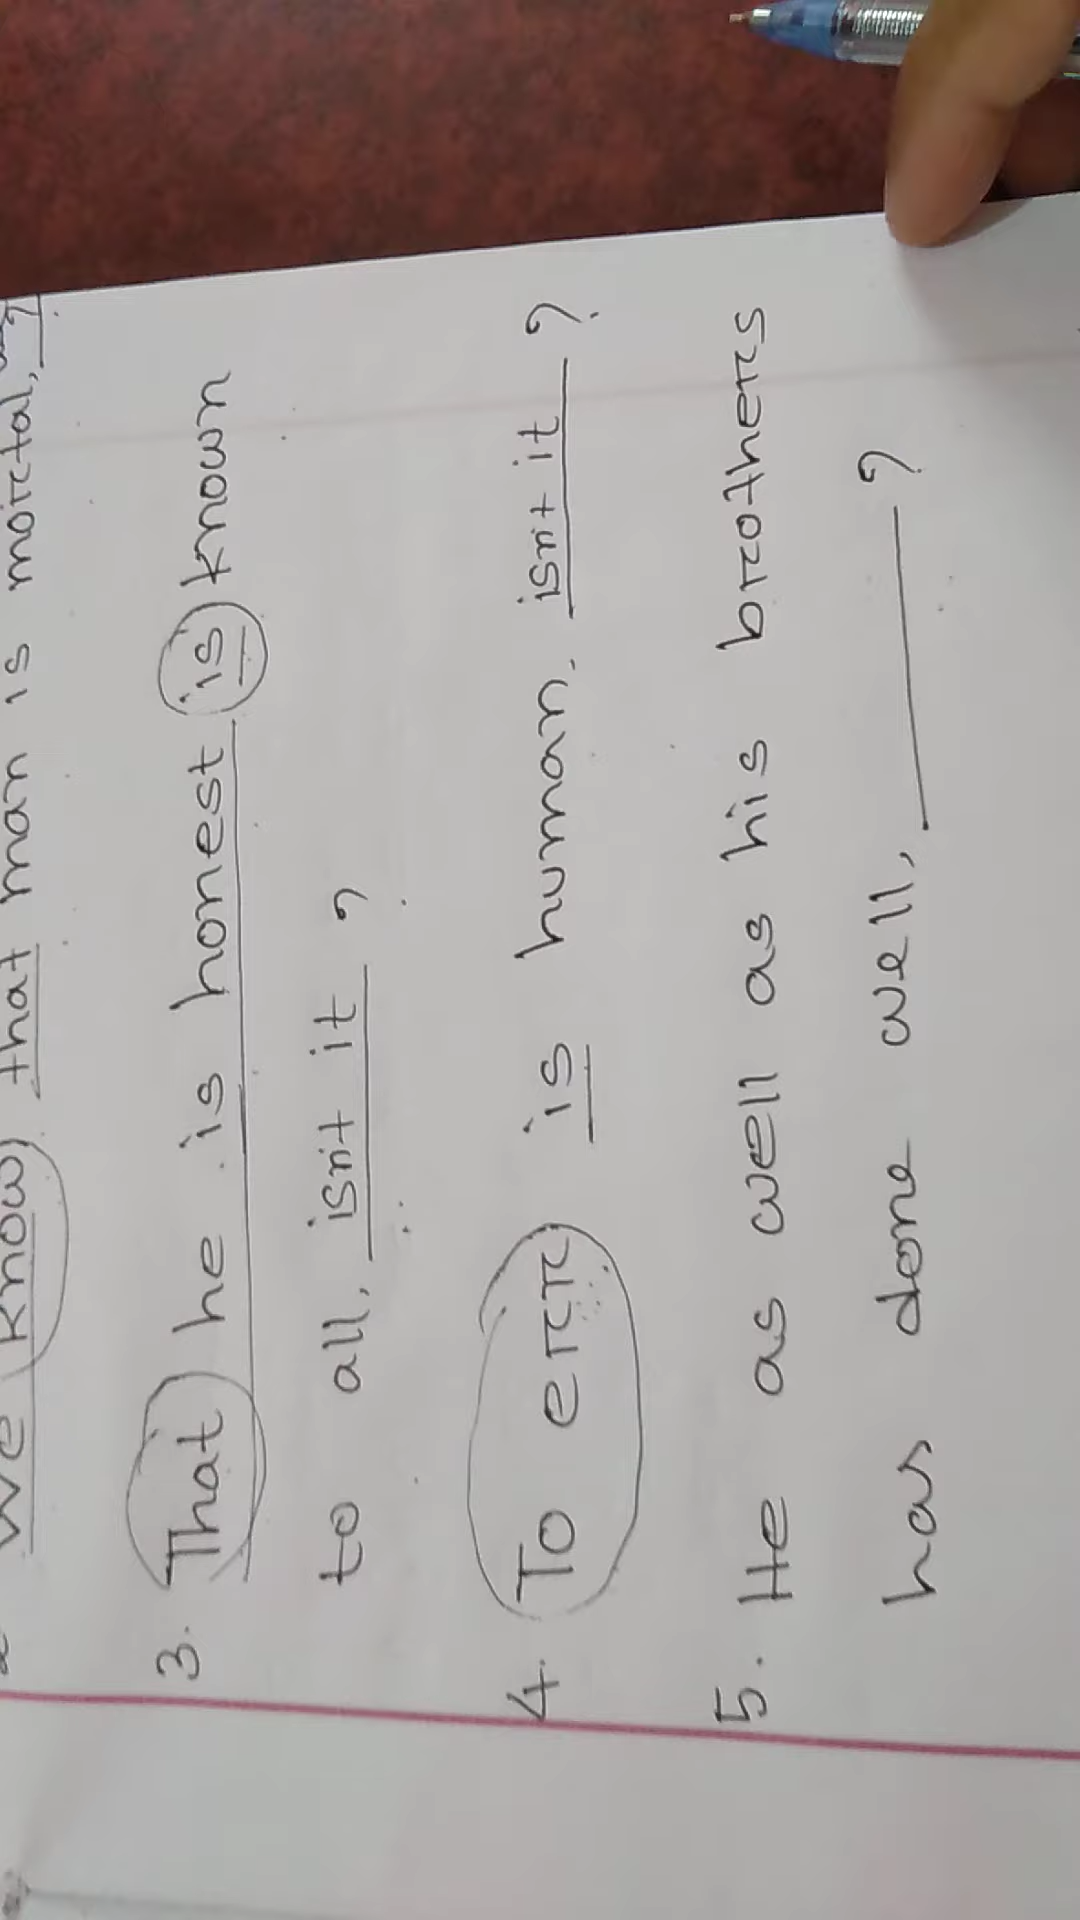 we know that man is mortal, ?
3. That he is honest is known
to all, isn't it ?
4. To err is human. isn't it ?
5. He as well as his brothers
has done well, ?